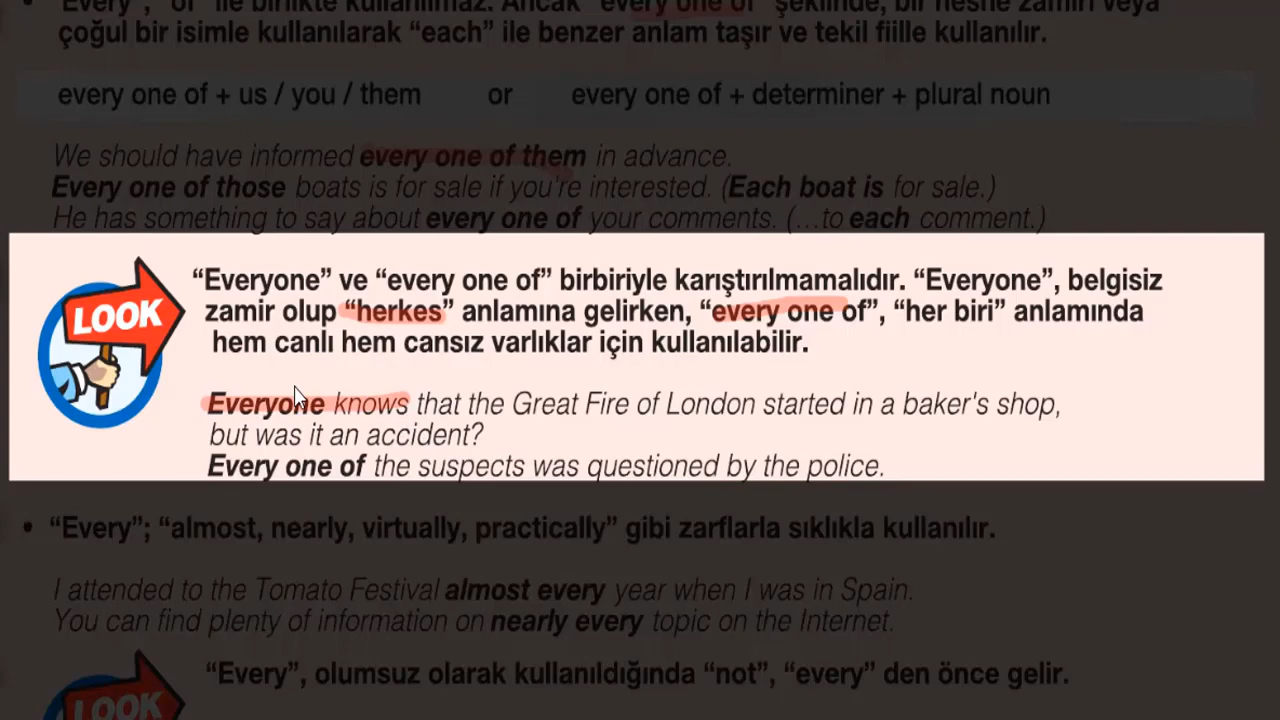 • “Every”, “of” ile birlikte kullanılmaz. Ancak “every one of” şeklinde, bir nesne zamiri veya
çoğul bir isimle kullanılarak “each” ile benzer anlam taşır ve tekil fiille kullanılır.
every one of + us / you / them or every one of + determiner + plural noun
We should have informed every one of them in advance.
Every one of those boats is for sale if you're interested. (Each boat is for sale.)
He has something to say about every one of your comments. (...to each comment.)
LOOK
“Everyone” ve “every one of” birbiriyle karıştırılmamalıdır. “Everyone”, belgisiz
zamir olup “herkes” anlamına gelirken, “every one of”, “her biri” anlamında
hem canlı hem cansız varlıklar için kullanılabilir.
Everyone knows that the Great Fire of London started in a baker's shop,
but was it an accident?
Every one of the suspects was questioned by the police.
• “Every”; “almost, nearly, virtually, practically” gibi zarflarla sıklıkla kullanılır.
I attended to the Tomato Festival almost every year when I was in Spain.
You can find plenty of information on nearly every topic on the Internet.
“Every”, olumsuz olarak kullanıldığında “not”, “every” den önce gelir.
LOOK